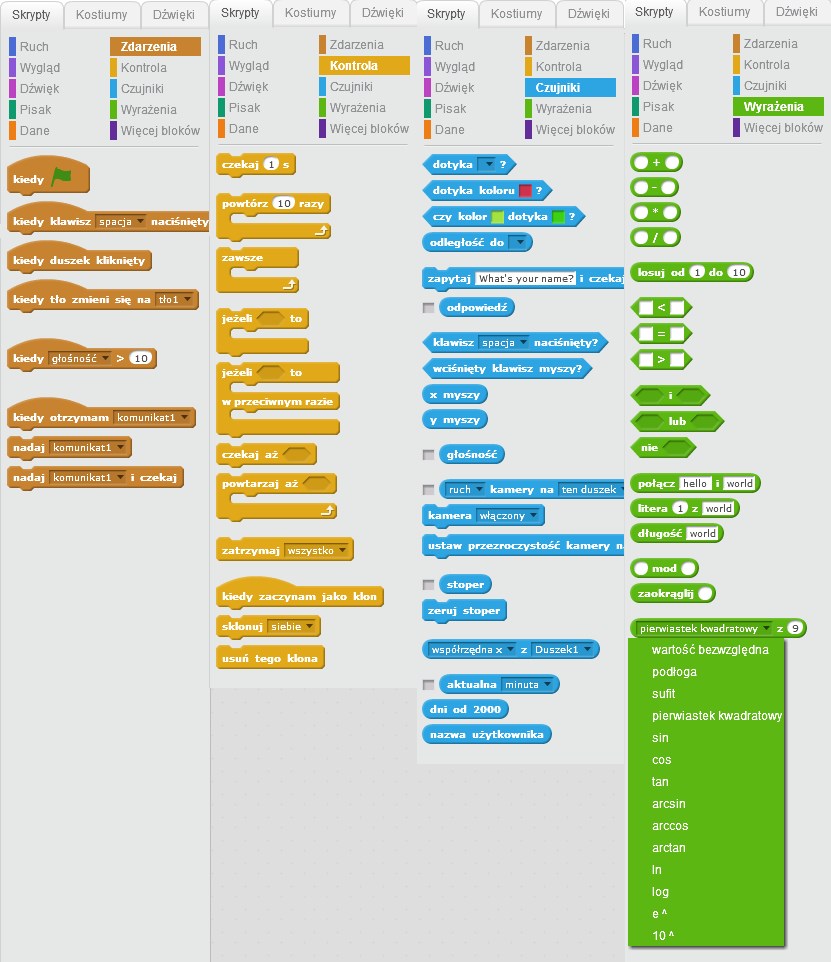 Skrypty Kostiumy Dźwięki
Ruch Zdarzenia
Wygląd Kontrola
Dźwięk Czujniki
Pisak Wyrażenia
Dane Więcej bloków
kiedy
kiedy klawisz spacja naciśnięty
kiedy duszek kliknięty
kiedy tło zmieni się na tło1
kiedy głośność > 10
kiedy otrzymam komunikat1
nadaj komunikat1
nadaj komunikat1 i czekaj
Skrypty Kostiumy Dźwięki
Ruch Zdarzenia
Wygląd Kontrola
Dźwięk Czujniki
Pisak Wyrażenia
Dane Więcej bloków
czekaj 1 s
powtórz 10 razy
zawsze
jeżeli to
jeżeli to
w przeciwnym razie
czekaj aż
powtarzaj aż
zatrzymaj wszystko
kiedy zaczynam jako klon
sklonuj siebie
usuń tego klona
Skrypty Kostiumy Dźwięki
Ruch Zdarzenia
Wygląd Kontrola
Dźwięk Czujniki
Pisak Wyrażenia
Dane Więcej bloków
dotyka ?
dotyka koloru ?
czy kolor dotyka ?
odległość do
zapytaj What's your name? i czekaj
odpowiedź
klawisz spacja naciśnięty?
wciśnięty klawisz myszy?
x myszy
y myszy
głośność
ruch kamery na ten duszek
kamera włączony
ustaw przezroczystość kamery n
stoper
zeruj stoper
współrzędna x z Duszek1
aktualna minuta
dni od 2000
nazwa użytkownika
Skrypty Kostiumy Dźwięki
Ruch Zdarzenia
Wygląd Kontrola
Dźwięk Czujniki
Pisak Wyrażenia
Dane Więcej bloków
+
-
*
/
losuj od 1 do 10
<
=
>
i
lub
nie
połącz hello i world
litera 1 z world
długość world
mod
zaokrąglij
pierwiastek kwadratowy z 9
wartość bezwzględna
podłoga
sufit
pierwiastek kwadratowy
sin
cos
tan
arcsin
arccos
arctan
ln
log
e ^
10 ^